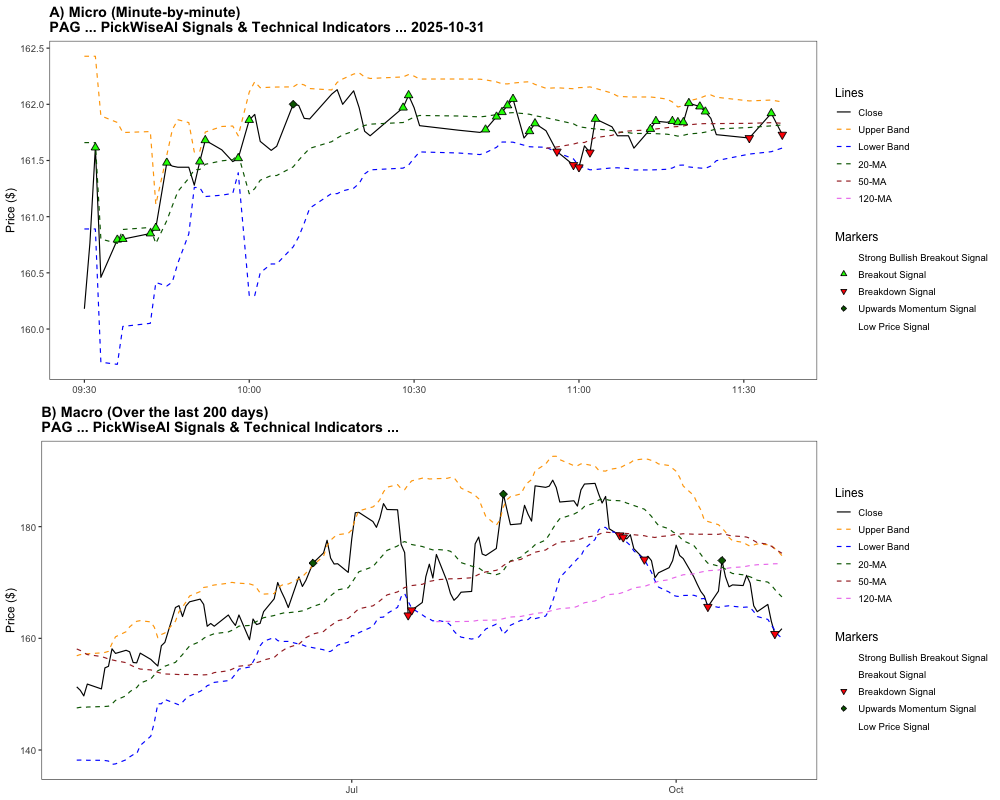 A) Micro (Minute-by-minute)
PAG ... PickWiseAI Signals & Technical Indicators ... 2025-10-31
Price ($)
162.5
162.0
161.5
161.0
160.5
160.0
09:30
10:00
10:30
11:00
11:30
Lines
Close
Upper Band
Lower Band
20-MA
50-MA
120-MA
Markers
Strong Bullish Breakout Signal
Breakout Signal
Breakdown Signal
Upwards Momentum Signal
Low Price Signal
B) Macro (Over the last 200 days)
PAG ... PickWiseAI Signals & Technical Indicators ...
Price ($)
180
160
140
Jul
Oct
Lines
Close
Upper Band
Lower Band
20-MA
50-MA
120-MA
Markers
Strong Bullish Breakout Signal
Breakout Signal
Breakdown Signal
Upwards Momentum Signal
Low Price Signal